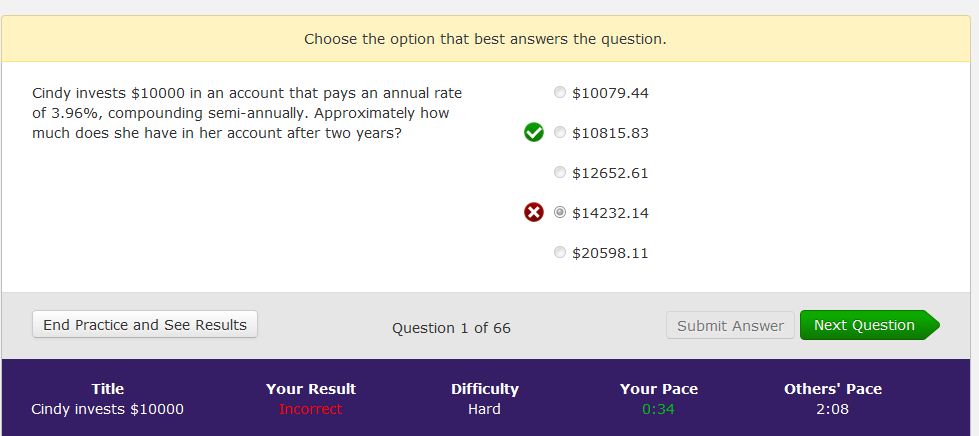 Choose the option that best answers the question.
Cindy invests $10000 in an account that pays an annual rate
of 3.96%, compounding semi-annually. Approximately how
much does she have in her account after two years?
$10079.44
$10815.83
$12652.61
$14232.14
$20598.11
End Practice and See Results
Question 1 of 66
Submit Answer
Next Question
Title
Your Result
Difficulty
Your Pace
Others' Pace
Cindy invests $10000
Incorrect
Hard
0:34
2:08